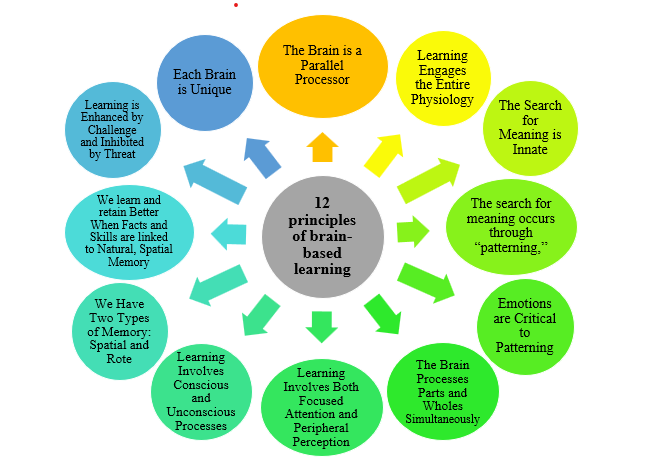 12
principles
of brain-
based
learning
The Brain is a
Parallel
Processor
Learning
Engages
the Entire
Physiology
The Search
for
Meaning is
Innate
The search for
meaning occurs
through
“patterning,”
Emotions
are Critical
to
Patterning
The Brain
Processes
Parts and
Wholes
Simultaneously
Learning
Involves Both
Focused
Attention and
Peripheral
Perception
Learning
Involves
Conscious
and
Unconscious
Processes
We Have
Two Types
of Memory:
Spatial and
Rote
We learn and
retain Better
When Facts and
Skills are linked
to Natural, Spatial
Memory
Learning is
Enhanced by
Challenge
and Inhibited
by Threat
Each Brain
is Unique